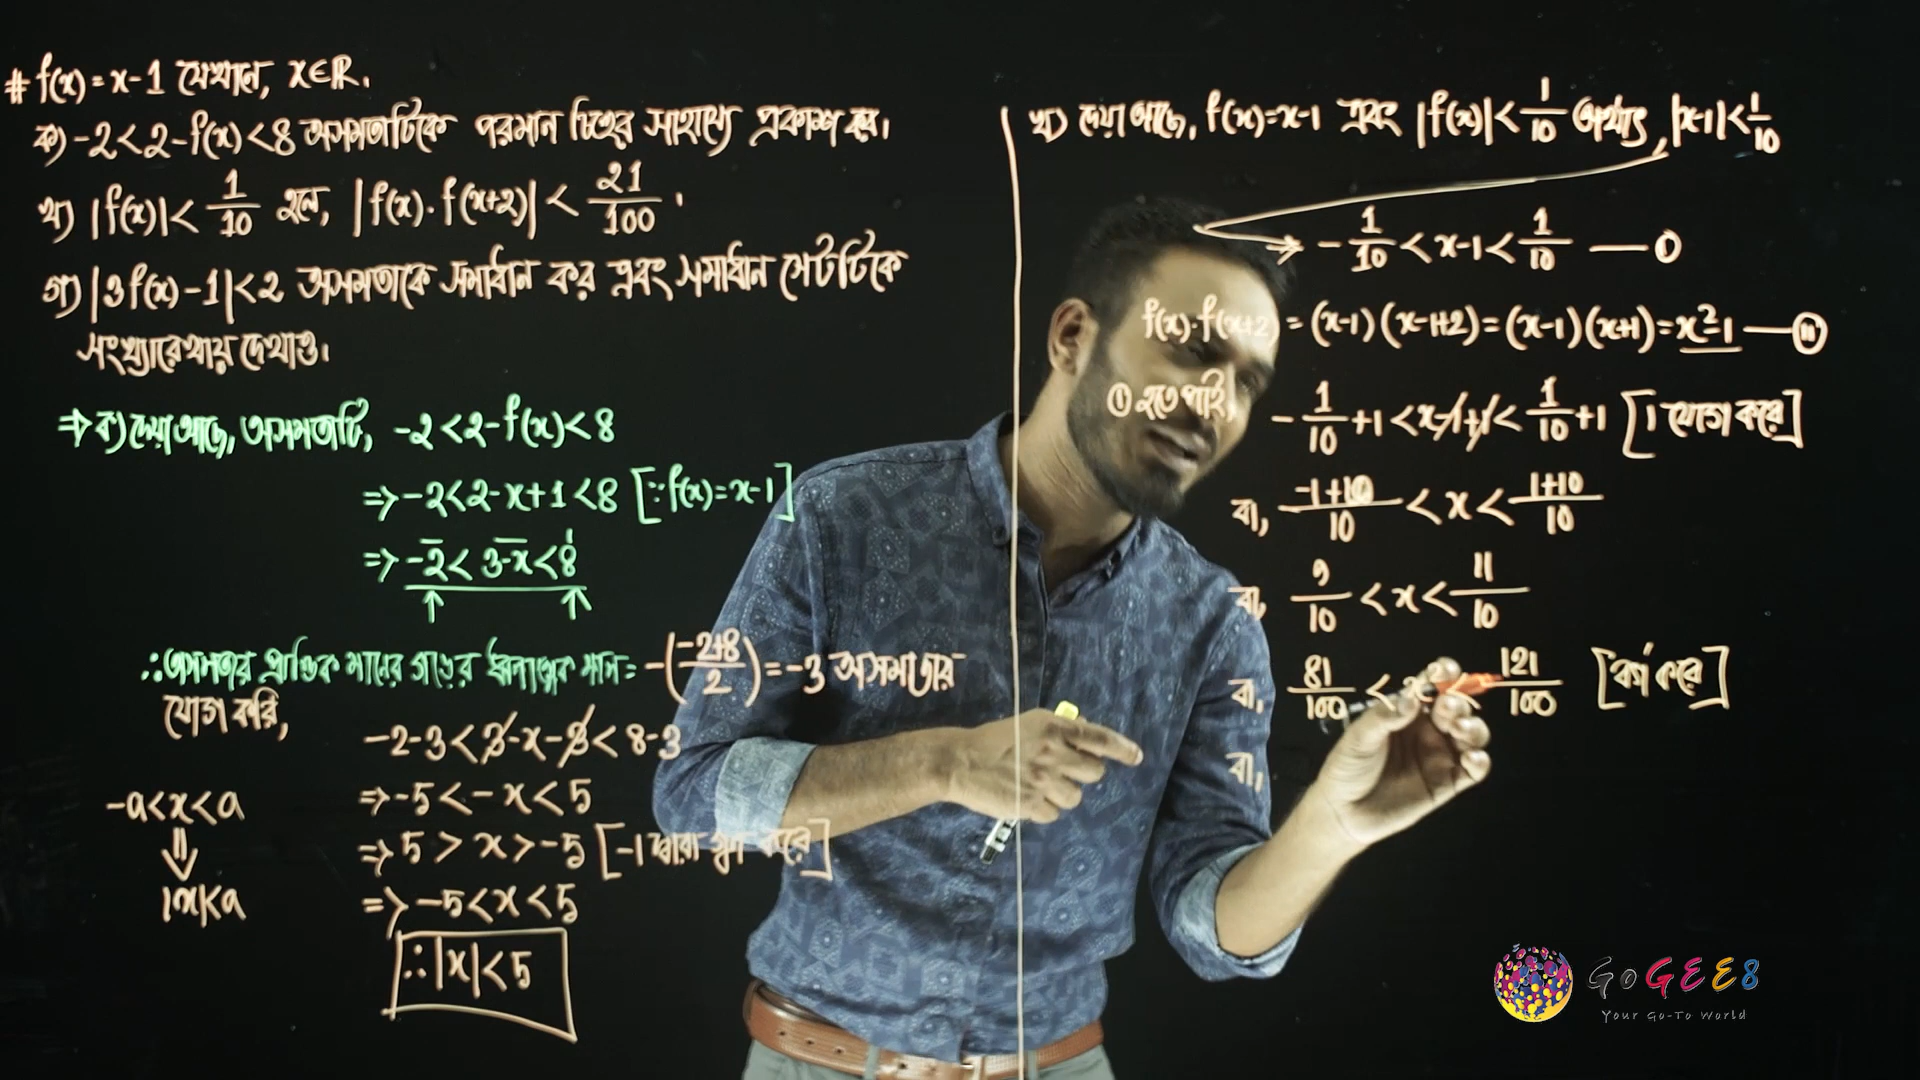 # f(x) = x-1 যেখানে, x∈ℝ.
ক) -2<2-f(x)<8 অসমতাটিকে পরমমান চিহ্নের সাহায্যে প্রকাশ কর।
খ) |f(x)|< 1/10 হলে, |f(x)·f(x+2)| < 21/100 .
গ) |3f(x)-1|<2 অসমতাকে সমাধান কর এবং সমাধান সেটটিকে
সংখ্যারেখায় দেখাও।
⇒ ক) দেয়া আছে, অসমতাটি, -2<2-f(x)<8
⇒ -2<2-x+1<8 [∵ f(x)=x-1]
⇒ -2< 3-x<8
∴ অসমতার প্রান্তিক মানের গড়ের ঋণাত্মক মান = -((-2+8)/2) = -3 অসমতায়
যোগ করি,
-2-3<3-x-3<8-3
⇒ -5<-x<5
⇒ 5 > x > -5 [-1 দ্বারা গুণ করে]
⇒ -5<x<5
∴ |x|<5
-a<x<a
⇓
|x|<a
খ) দেয়া আছে, f(x)=x-1 এবং |f(x)|< 1/10 অর্থাৎ, |x-1|< 1/10
→ -1/10 < x-1 < 1/10 — ①
f(x)·f(x+2) = (x-1)(x-1+2) = (x-1)(x+1) = x²-1 — ⑪
① হতে পাই, -1/10 +1 < x-1+1 < 1/10 +1 [1 যোগ করে]
বা, (-1+10)/10 < x < (1+10)/10
বা, 9/10 < x < 11/10
বা, 81/100 < x² < 121/100 [বর্গ করে]
বা,
GOGEE8
Your Go-To World